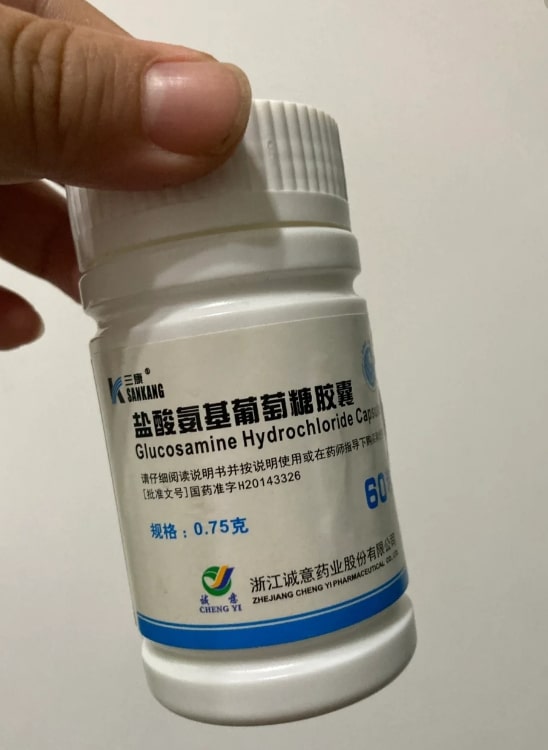 三康®
SANKANG
盐酸氨基葡萄糖胶囊
Glucosamine Hydrochloride
请仔细阅读说明书并按说明使用或在药师指导下购买
[批准文号]国药准字H20143326
60
规格：0.75克
诚意
CHENG YI
浙江诚意药业股份有限公司
ZHEJIANG CHENG YI PHARMACEUTICAL CO., LTD.